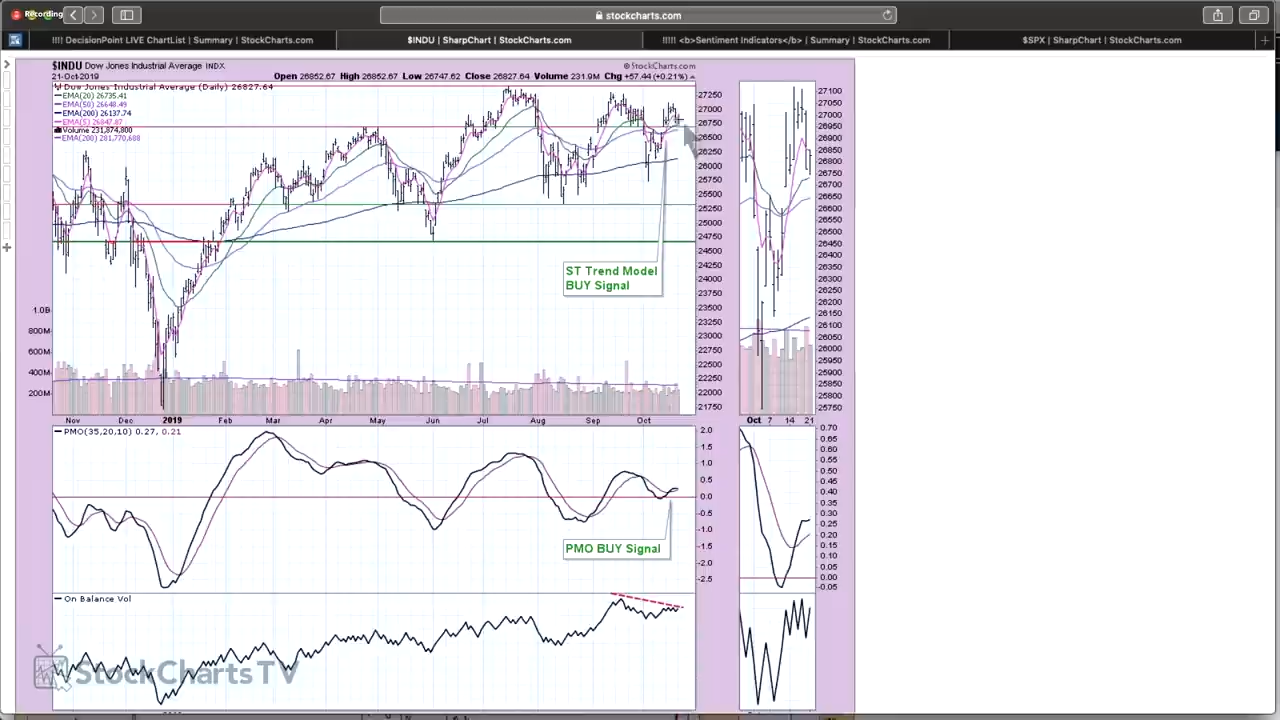 Recording
stockcharts.com
!!!! DecisionPoint LIVE ChartList | Summary | StockCharts.com
$INDU | SharpChart | StockCharts.com
!!!!! <b>Sentiment Indicators</b> | Summary | StockCharts.com
$SPX | SharpChart | StockCharts.com
$INDU Dow Jones Industrial Average INDX
© StockCharts.com
21-Oct-2019
Open 26852.67 High 26852.67 Low 26747.62 Close 26827.64 Volume 231.9M Chg +57.44 (+0.21%)
Dow Jones Industrial Average (Daily) 26827.64
EMA(20) 26735.41
EMA(50) 26648.49
EMA(200) 26137.74
EMA(5) 26847.87
Volume 231,874,800
EMA(200) 281,770,688
27250
27000
26750
26500
26250
26000
25750
25500
25250
25000
24750
24500
24250
24000
23750
23500
23250
23000
22750
22500
22250
22000
21750
1.0B
800M
600M
400M
200M
ST Trend Model
BUY Signal
Nov Dec 2019 Feb Mar Apr May Jun Jul Aug Sep Oct
27100
27050
27000
26950
26900
26850
26800
26750
26700
26650
26600
26550
26500
26450
26400
26350
26300
26250
26200
26150
26100
26050
26000
25950
25900
25850
25800
25750
Oct 7 14 21
PMO(35,20,10) 0.27, 0.21
2.0
1.5
1.0
0.5
0.0
-0.5
-1.0
-1.5
-2.0
-2.5
PMO BUY Signal
0.70
0.65
0.60
0.55
0.50
0.45
0.40
0.35
0.30
0.25
0.20
0.15
0.10
0.05
0.00
-0.05
On Balance Vol
StockCharts TV